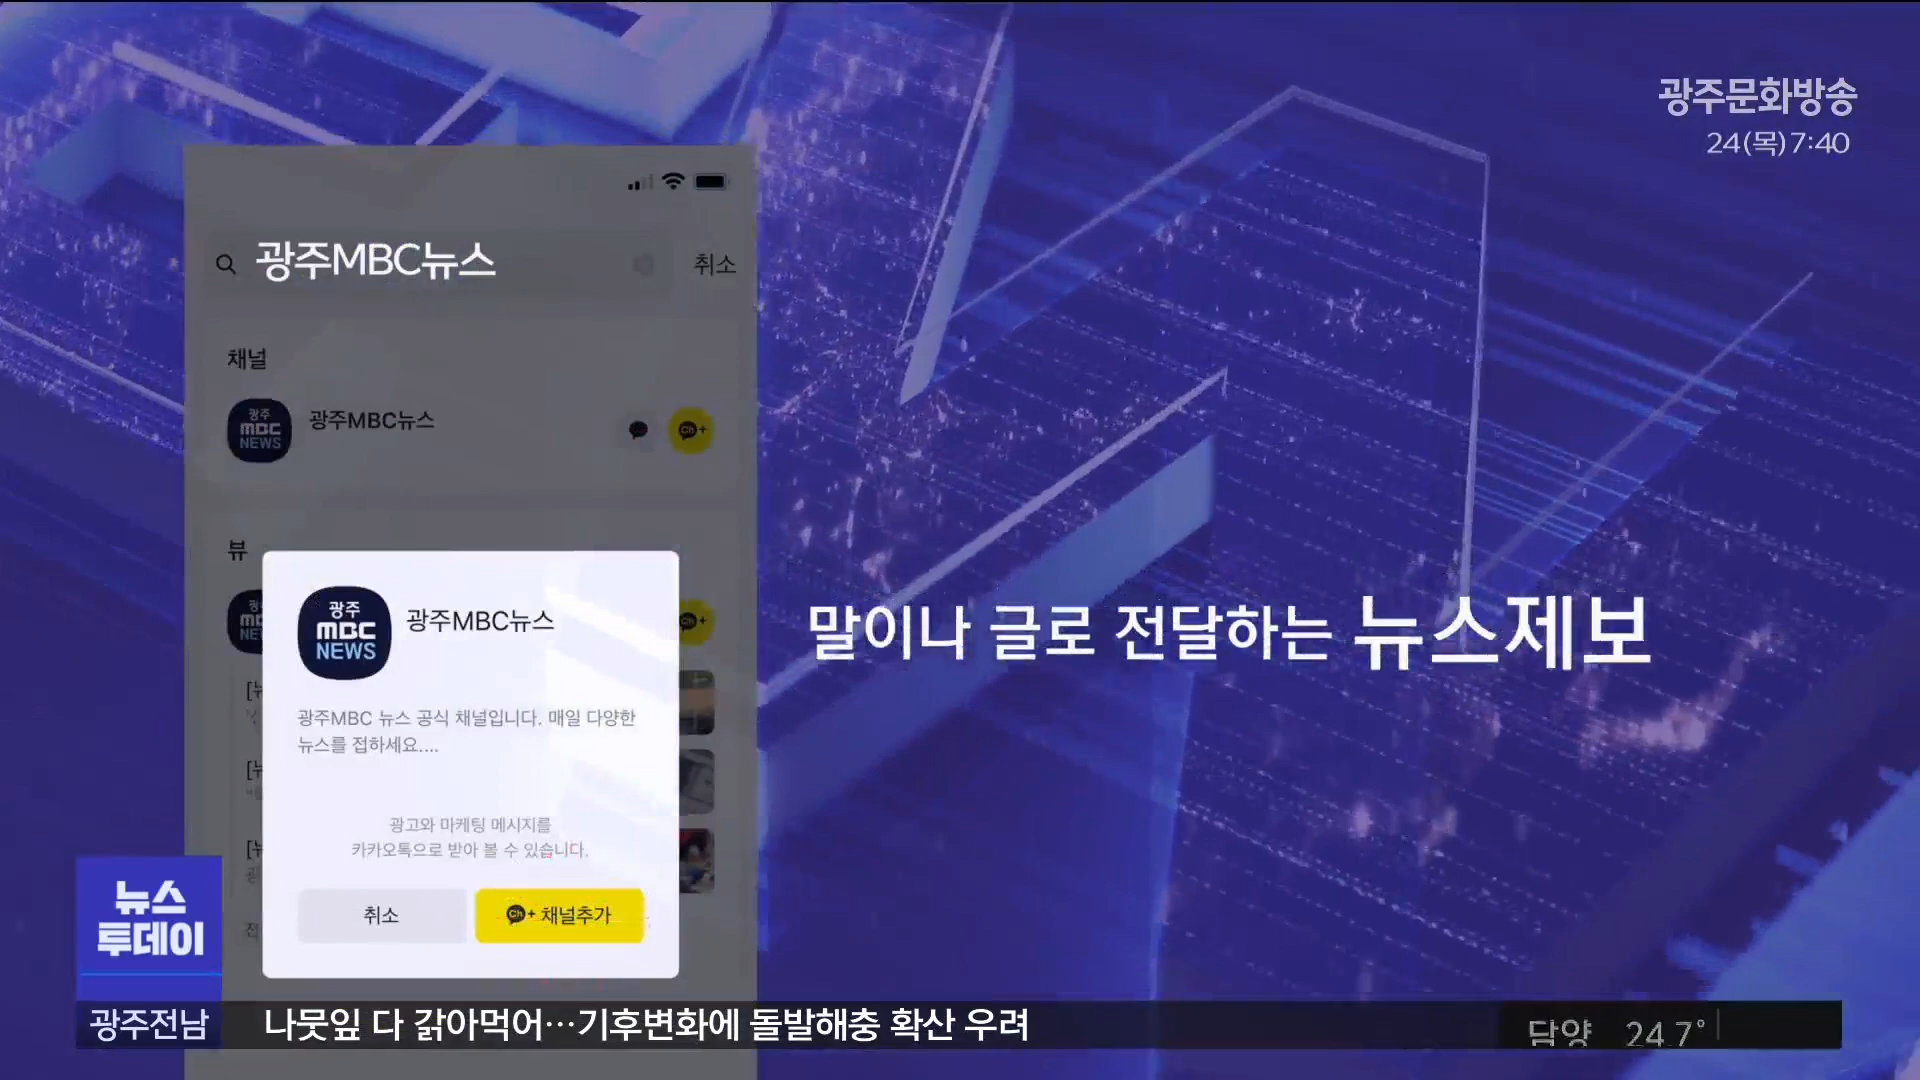 광주문화방송
24(목) 7:40
광주MBC뉴스
취소
채널
광주
MBC
NEWS
광주MBC뉴스
Ch+
뷰
광주
MBC
NEWS
광주MBC뉴스
광주MBC 뉴스 공식 채널입니다. 매일 다양한
뉴스를 접하세요....
광고와 마케팅 메시지를
카카오톡으로 받아 볼 수 있습니다.
취소
Ch+ 채널추가
말이나 글로 전달하는 뉴스제보
뉴스
투데이
광주전남
나뭇잎 다 갉아먹어…기후변화에 돌발해충 확산 우려
담양 24.7°